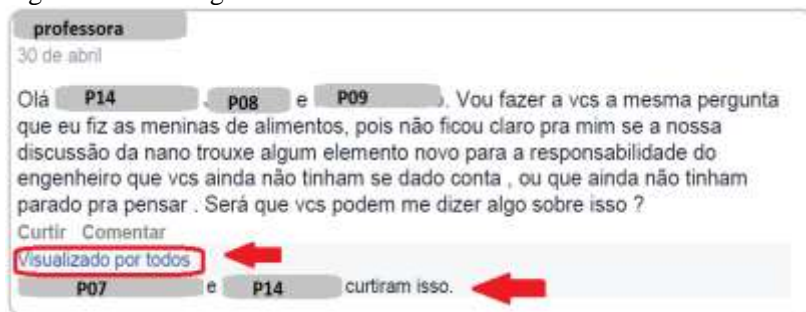 professora
30 de abril
Olá P14 , P08 e P09 . Vou fazer a vcs a mesma pergunta
que eu fiz as meninas de alimentos, pois não ficou claro pra mim se a nossa
discussão da nano trouxe algum elemento novo para a responsabilidade do
engenheiro que vcs ainda não tinham se dado conta , ou que ainda não tinham
parado pra pensar . Será que vcs podem me dizer algo sobre isso ?
Curtir Comentar
Visualizado por todos
P07 e P14 curtiram isso.